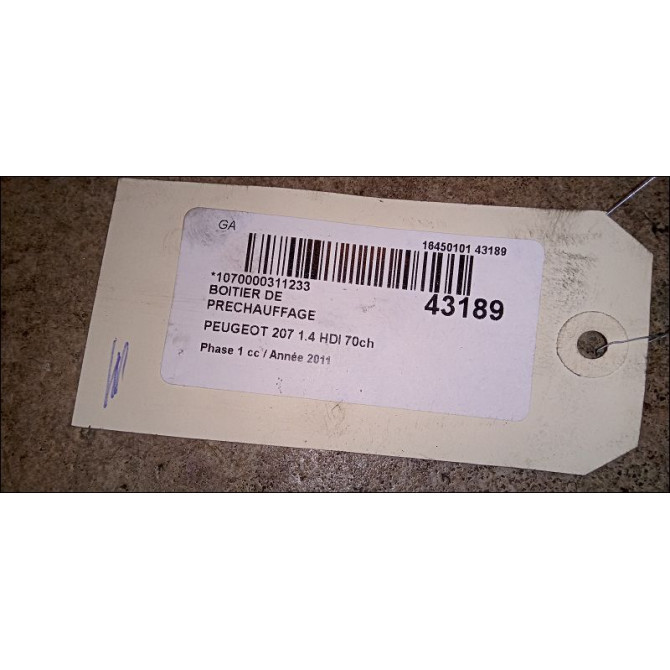 GA
16450101 43189
*1070000311233
43189
BOITIER DE
PRECHAUFFAGE
PEUGEOT 207 1.4 HDI 70ch
Phase 1 cc / Année 2011